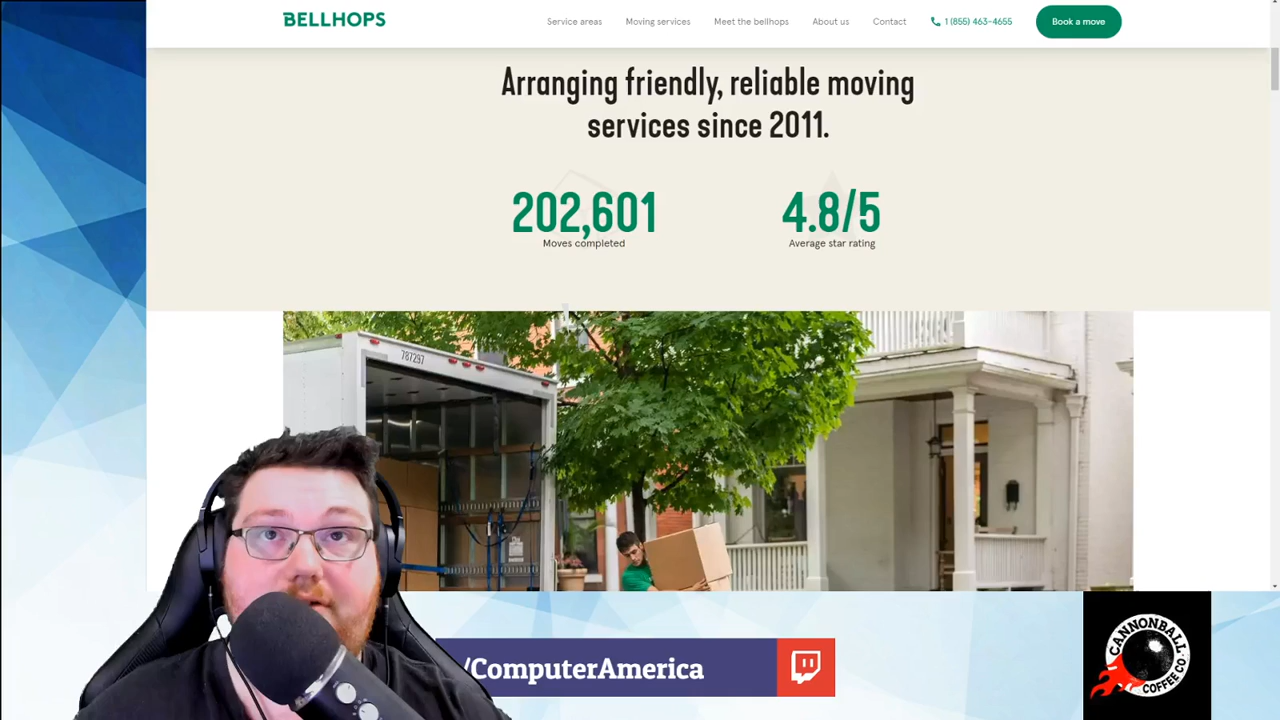 BELLHOPS
Service areas
Moving services
Meet the bellhops
About us
Contact
1 (855) 463-4655
Book a move
Arranging friendly, reliable moving
services since 2011.
202,601
Moves completed
4.8/5
Average star rating
787297
/ComputerAmerica
CANNONBALL
COFFEE CO.